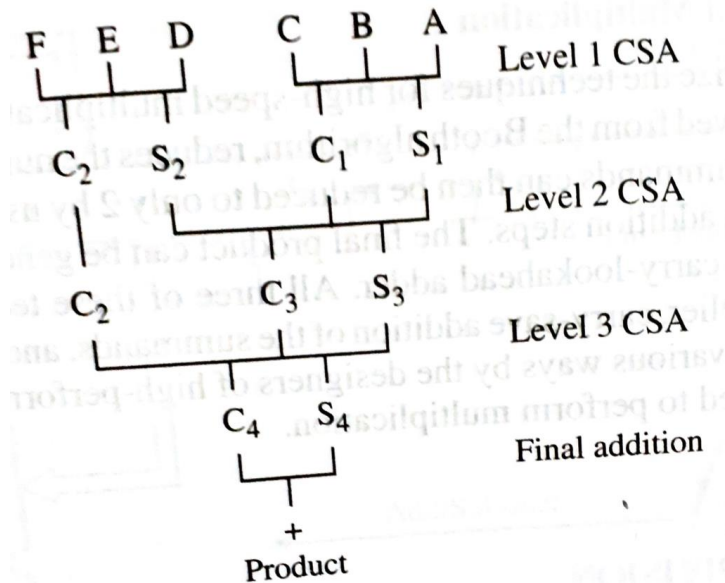 F E D C B A Level 1 CSA
C₂ S₂ C₁ S₁
Level 2 CSA
C₂ C₃ S₃
Level 3 CSA
C₄ S₄
Final addition
+
Product